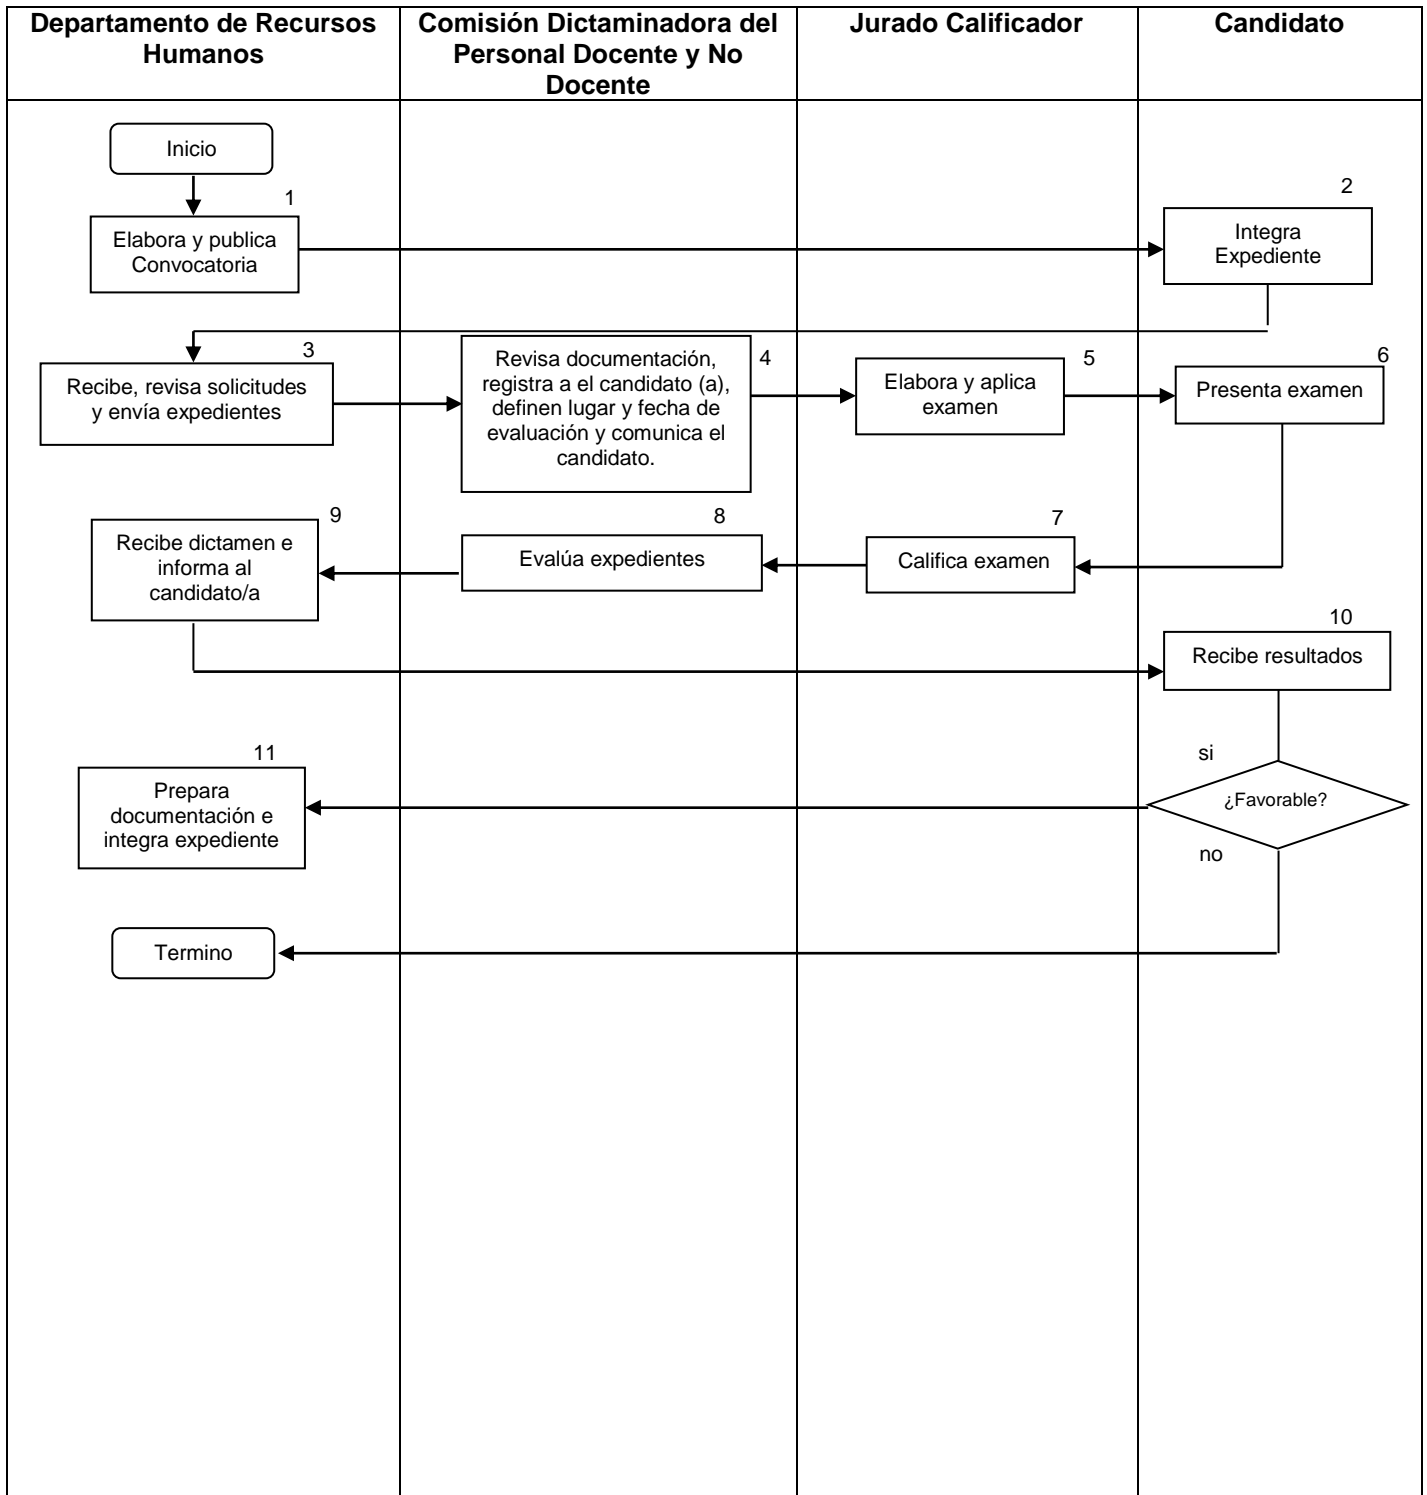 Departamento de Recursos
Humanos
Comisión Dictaminadora del
Personal Docente y No
Docente
Jurado Calificador
Candidato
Inicio
1
Elabora y publica
Convocatoria
2
Integra
Expediente
3
Recibe, revisa solicitudes
y envía expedientes
4
Revisa documentación,
registra a el candidato (a),
definen lugar y fecha de
evaluación y comunica el
candidato.
5
Elabora y aplica
examen
6
Presenta examen
7
Califica examen
8
Evalúa expedientes
9
Recibe dictamen e
informa al
candidato/a
10
Recibe resultados
si
¿Favorable?
no
11
Prepara
documentación e
integra expediente
Termino